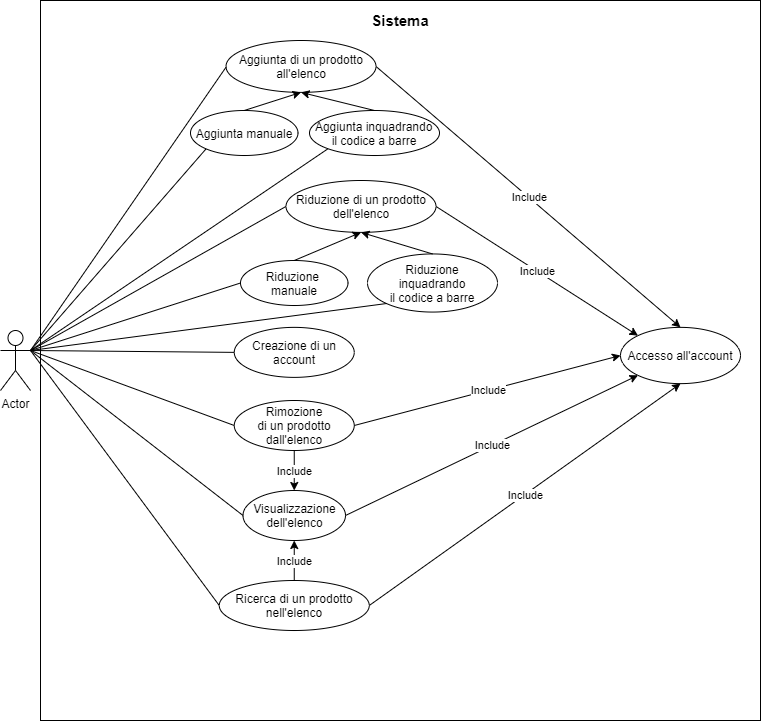 Sistema
Aggiunta di un prodotto
all'elenco
Aggiunta manuale
Aggiunta inquadrando
il codice a barre
Include
Riduzione di un prodotto
dell'elenco
Include
Riduzione
manuale
Riduzione
inquadrando
il codice a barre
Creazione di un
account
Accesso all'account
Actor
Rimozione
di un prodotto
dall'elenco
Include
Include
Include
Visualizzazione
dell'elenco
Include
Include
Ricerca di un prodotto
nell'elenco